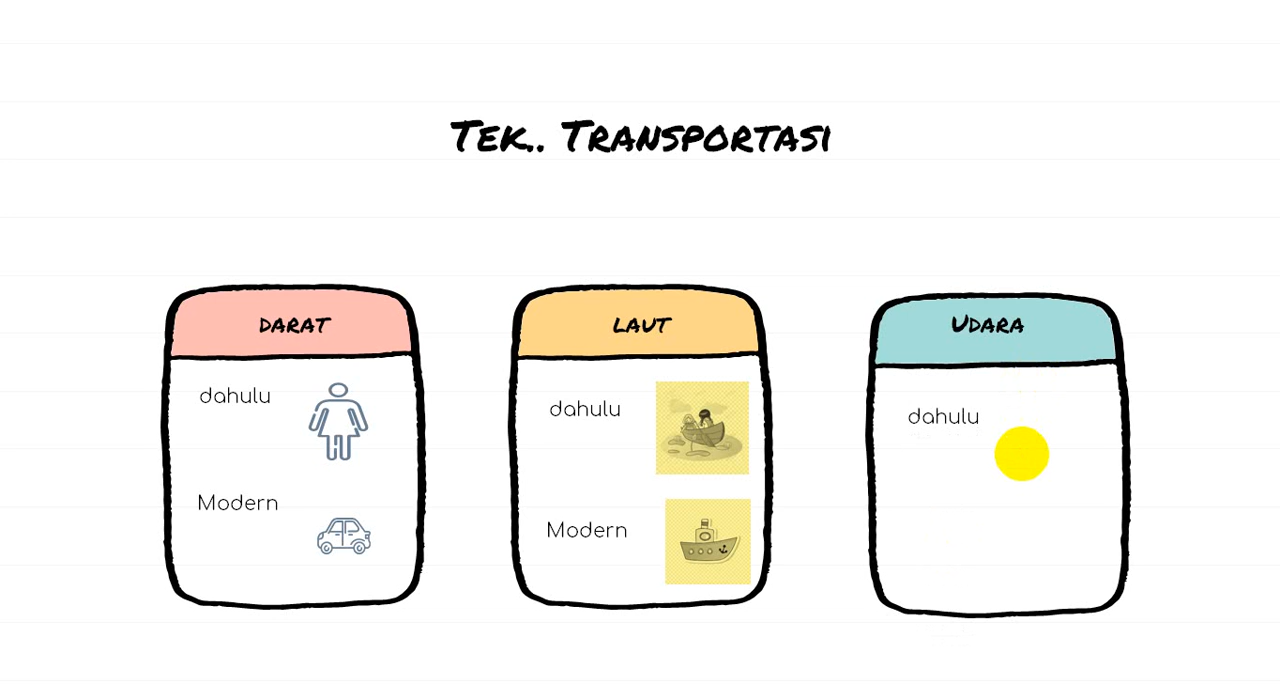 Tek.. Transportasi
darat
dahulu
Modern
laut
dahulu
Modern
Udara
dahulu